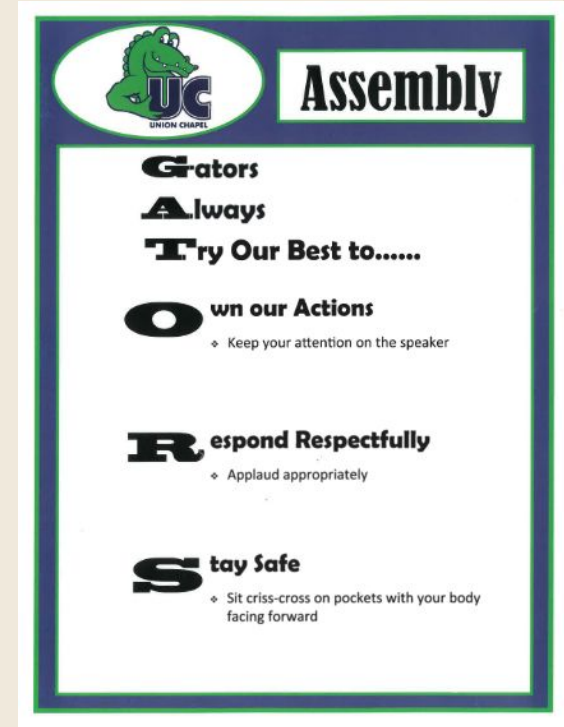 UC
UNION CHAPEL
Assembly
Gators
Always
Try Our Best to......
Own our Actions
❖ Keep your attention on the speaker
Respond Respectfully
❖ Applaud appropriately
Stay Safe
❖ Sit criss-cross on pockets with your body
facing forward